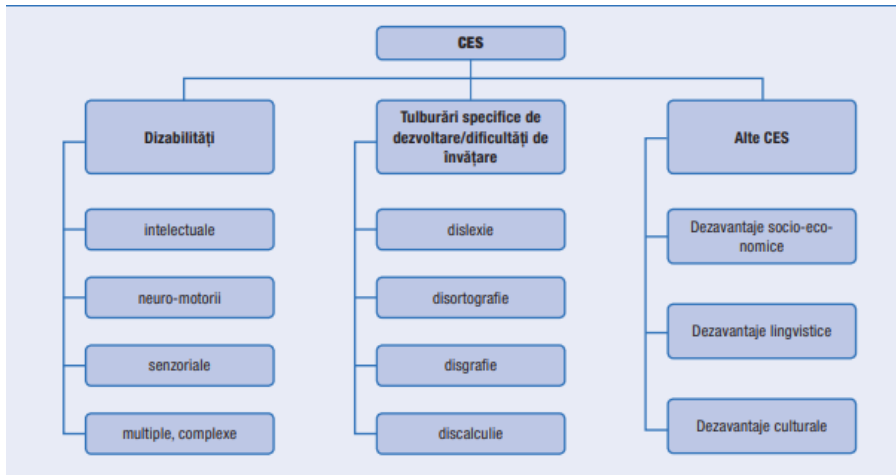 CES
Dizabilități
intelectuale
neuro-motorii
senzoriale
multiple, complexe
Tulburări specifice de
dezvoltare/dificultăți de
învățare
dislexie
disortografie
disgrafie
discalculie
Alte CES
Dezavantaje socio-eco-
nomice
Dezavantaje lingvistice
Dezavantaje culturale